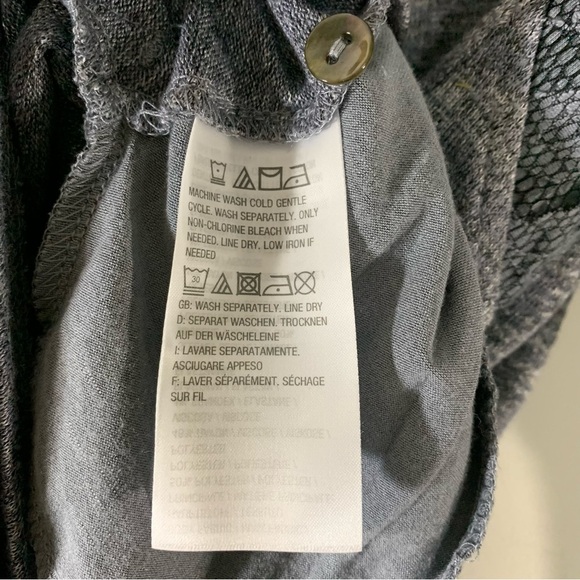 MACHINE WASH COLD GENTLE
CYCLE. WASH SEPARATELY. ONLY
NON-CHLORINE BLEACH WHEN
NEEDED. LINE DRY. LOW IRON IF
NEEDED
30
GB: WASH SEPARATELY. LINE DRY
D: SEPARAT WASCHEN. TROCKNEN
AUF DER WÄSCHELEINE
I: LAVARE SEPARATAMENTE.
ASCIUGARE APPESO
F: LAVER SÉPARÉMENT. SÉCHAGE
SUR FIL